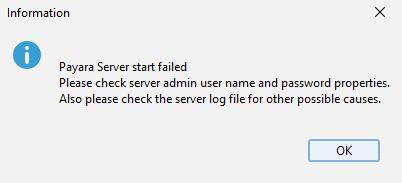 Information
Payara Server start failed
Please check server admin user name and password properties.
Also please check the server log file for other possible causes.
OK